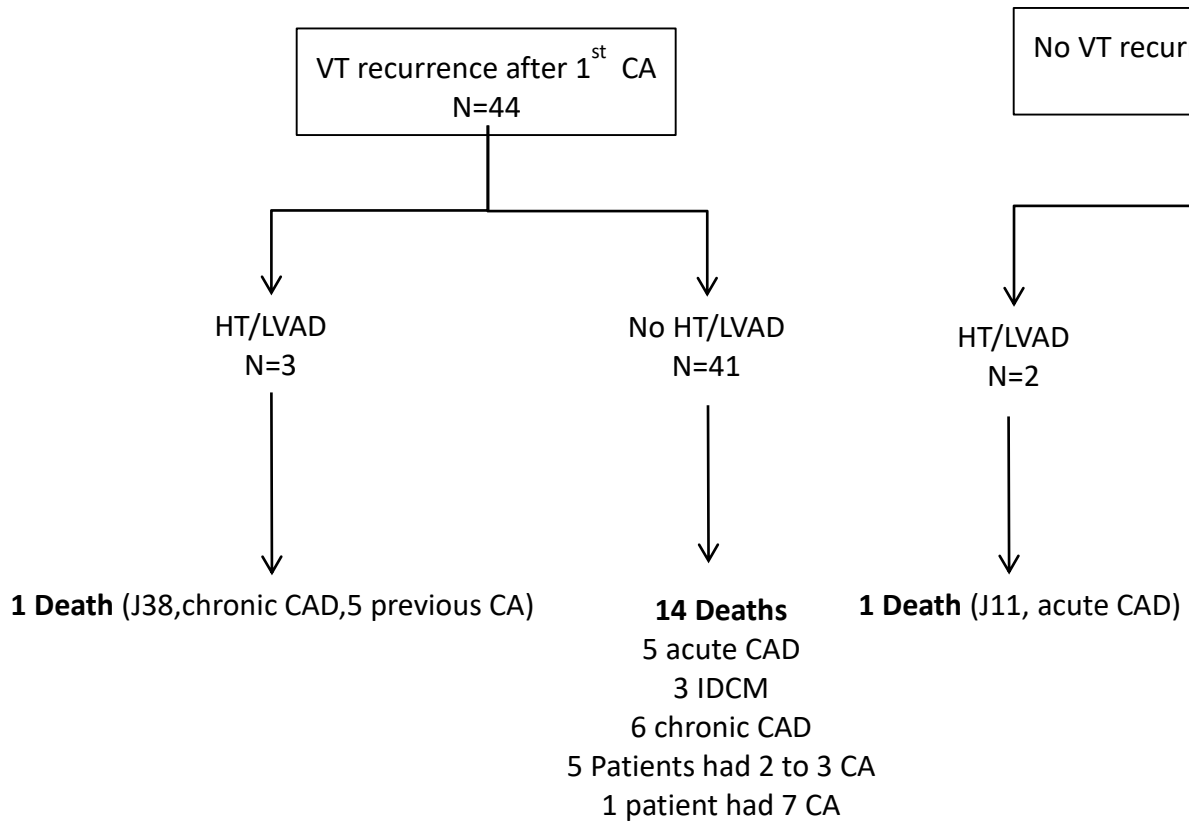 VT recurrence after 1st CA
N=44
No VT recur
HT/LVAD
N=3
No HT/LVAD
N=41
HT/LVAD
N=2
1 Death (J38,chronic CAD,5 previous CA)
14 Deaths
5 acute CAD
3 IDCM
6 chronic CAD
5 Patients had 2 to 3 CA
1 patient had 7 CA
1 Death (J11, acute CAD)